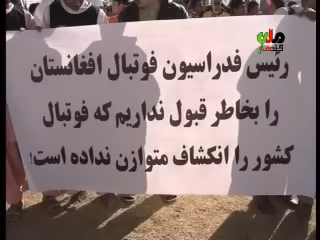 رئیس فدراسیون فوتبال افغانستان
را بخاطر قبول نداریم که فوتبال
کشور را انکشاف متوازن نداده است!